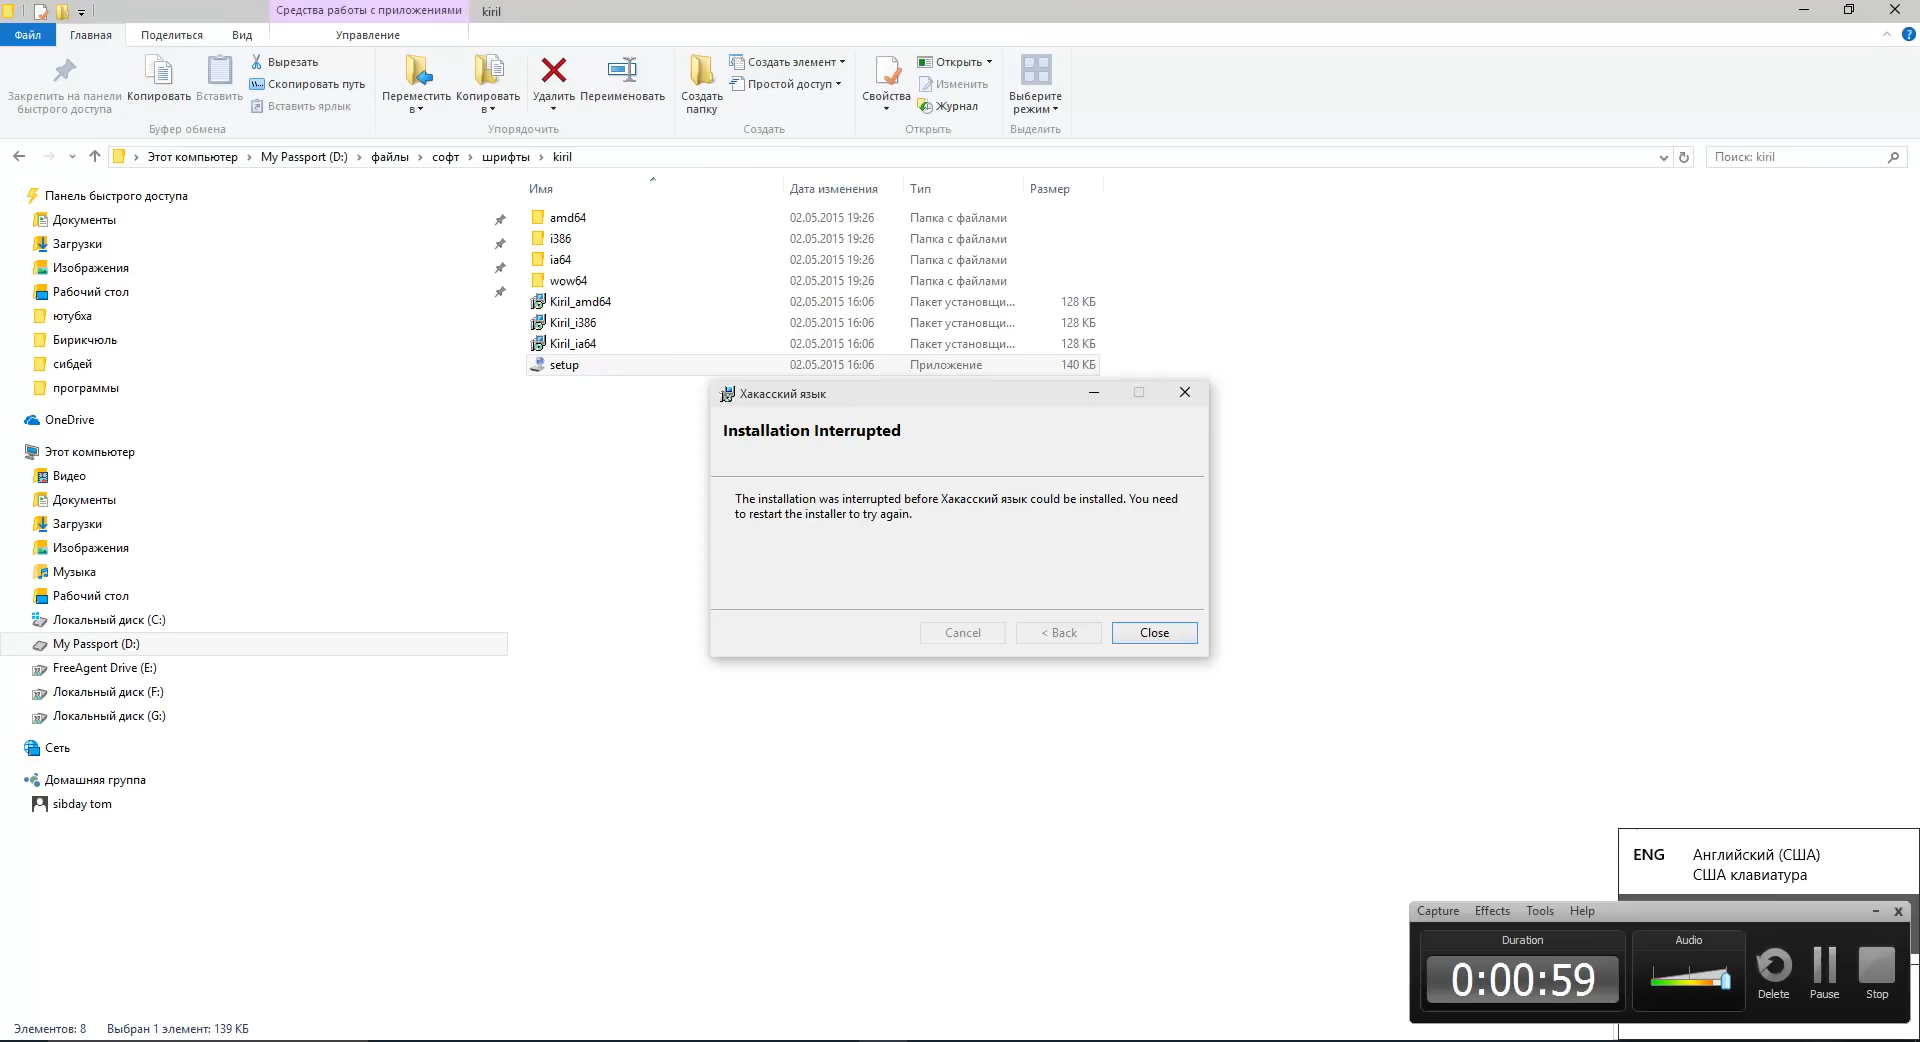 Средства работы с приложениями
kiril
Файл
Главная
Поделиться
Вид
Управление
Закрепить на панели
быстрого доступа
Копировать
Вставить
Вырезать
Скопировать путь
Вставить ярлык
Буфер обмена
Переместить
в
Копировать
в
Удалить
Переименовать
Упорядочить
Создать
папку
Создать элемент
Простой доступ
Создать
Свойства
Открыть
Изменить
Журнал
Открыть
Выберите
режим
Выделить
Этот компьютер
My Passport (D:)
файлы
софт
шрифты
kiril
Поиск: kiril
Имя
Дата изменения
Тип
Размер
Панель быстрого доступа
Документы
Загрузки
Изображения
Рабочий стол
ютубха
Бирикчюль
сибдей
программы
OneDrive
Этот компьютер
Видео
Документы
Загрузки
Изображения
Музыка
Рабочий стол
Локальный диск (C:)
My Passport (D:)
FreeAgent Drive (E:)
Локальный диск (F:)
Локальный диск (G:)
Сеть
Домашняя группа
sibday tom
amd64 02.05.2015 19:26 Папка с файлами
i386 02.05.2015 19:26 Папка с файлами
ia64 02.05.2015 19:26 Папка с файлами
wow64 02.05.2015 19:26 Папка с файлами
Kiril_amd64 02.05.2015 16:06 Пакет установщи... 128 КБ
Kiril_i386 02.05.2015 16:06 Пакет установщи... 128 КБ
Kiril_ia64 02.05.2015 16:06 Пакет установщи... 128 КБ
setup 02.05.2015 16:06 Приложение 140 КБ
Хакасский язык
Installation Interrupted
The installation was interrupted before Хакасский язык could be installed. You need
to restart the installer to try again.
Cancel
< Back
Close
ENG
Английский (США)
США клавиатура
Capture
Effects
Tools
Help
Duration
0:00:59
Audio
Delete
Pause
Stop
Элементов: 8
Выбран 1 элемент: 139 КБ